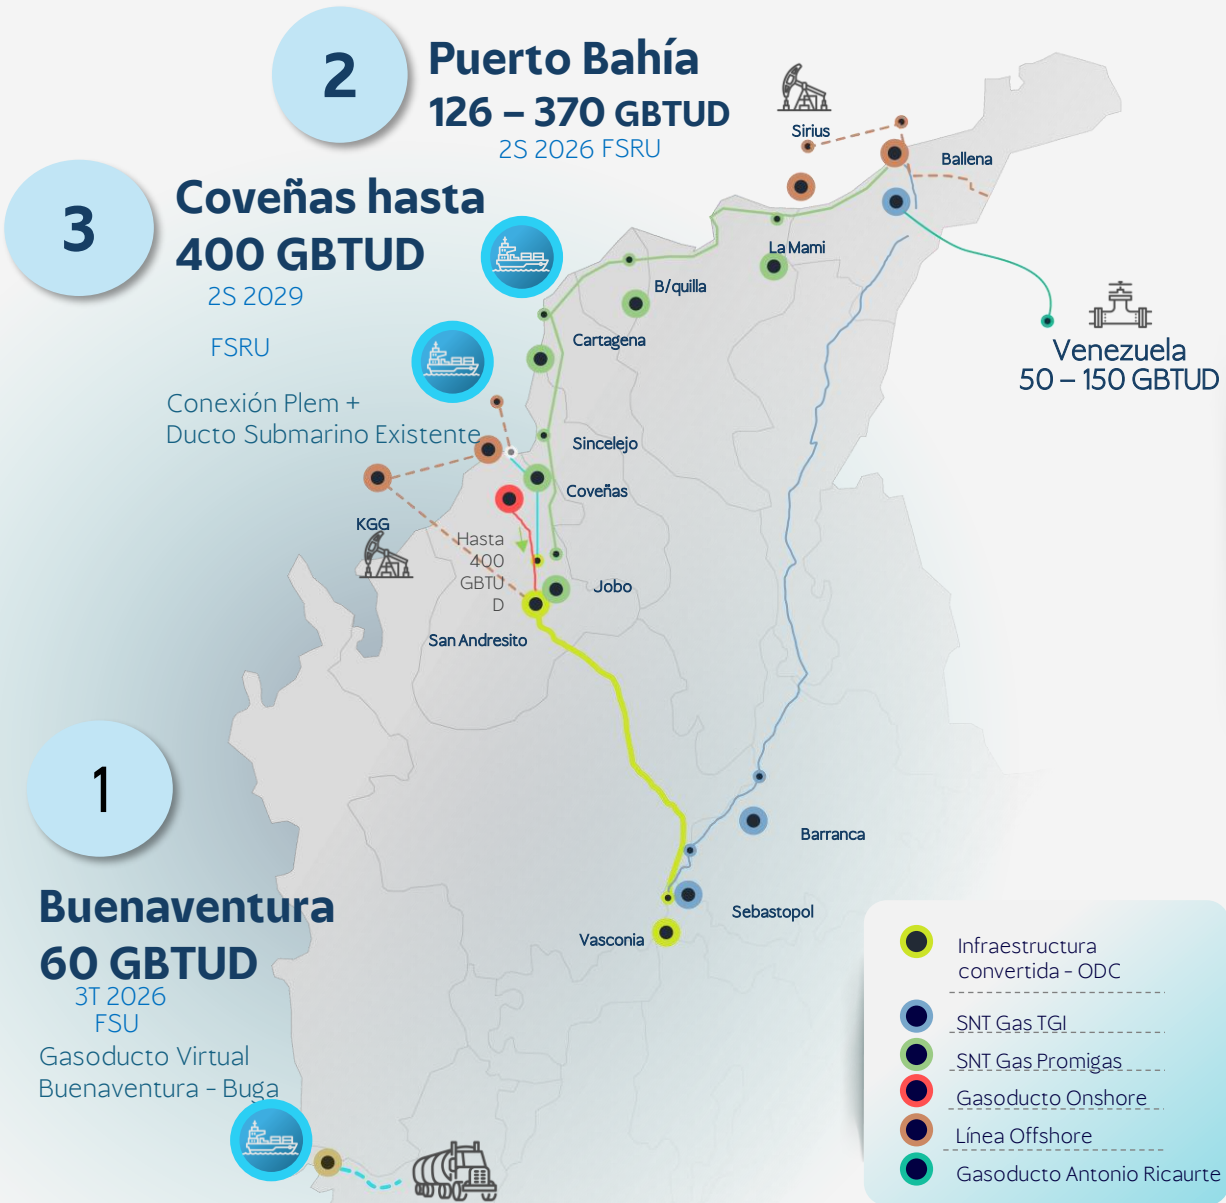 2
Puerto Bahía
126 – 370 GBTUD
2S 2026 FSRU
3
Coveñas hasta
400 GBTUD
2S 2029
FSRU
Conexión Plem +
Ducto Submarino Existente
Sirius
Ballena
La Mami
B/quilla
Cartagena
Venezuela
50 – 150 GBTUD
Sincelejo
Coveñas
KGG
Hasta
400
GBTU
D
Jobo
San Andresito
1
Buenaventura
60 GBTUD
3T 2026
FSU
Gasoducto Virtual
Buenaventura - Buga
Barranca
Sebastopol
Vasconia
Infraestructura
convertida - ODC
SNT Gas TGI
SNT Gas Promigas
Gasoducto Onshore
Línea Offshore
Gasoducto Antonio Ricaurte